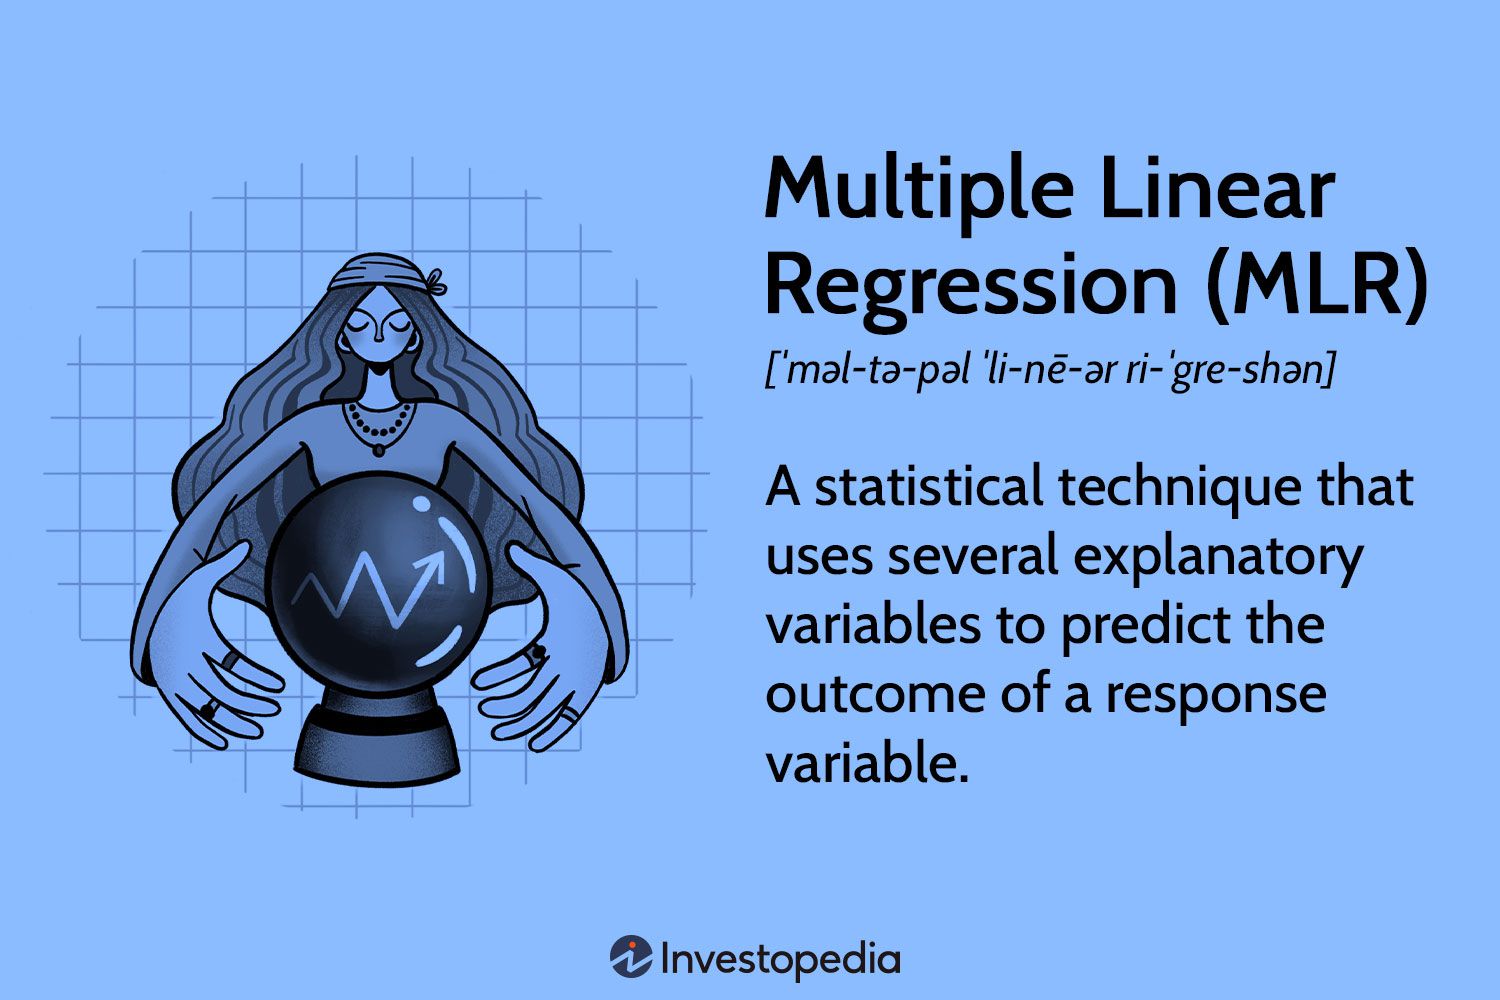 Multiple Linear
Regression (MLR)
[ˈməl-tə-pəl ˈli-nē-ər ri-ˈgre-shən]
A statistical technique that
uses several explanatory
variables to predict the
outcome of a response
variable.
Investopedia